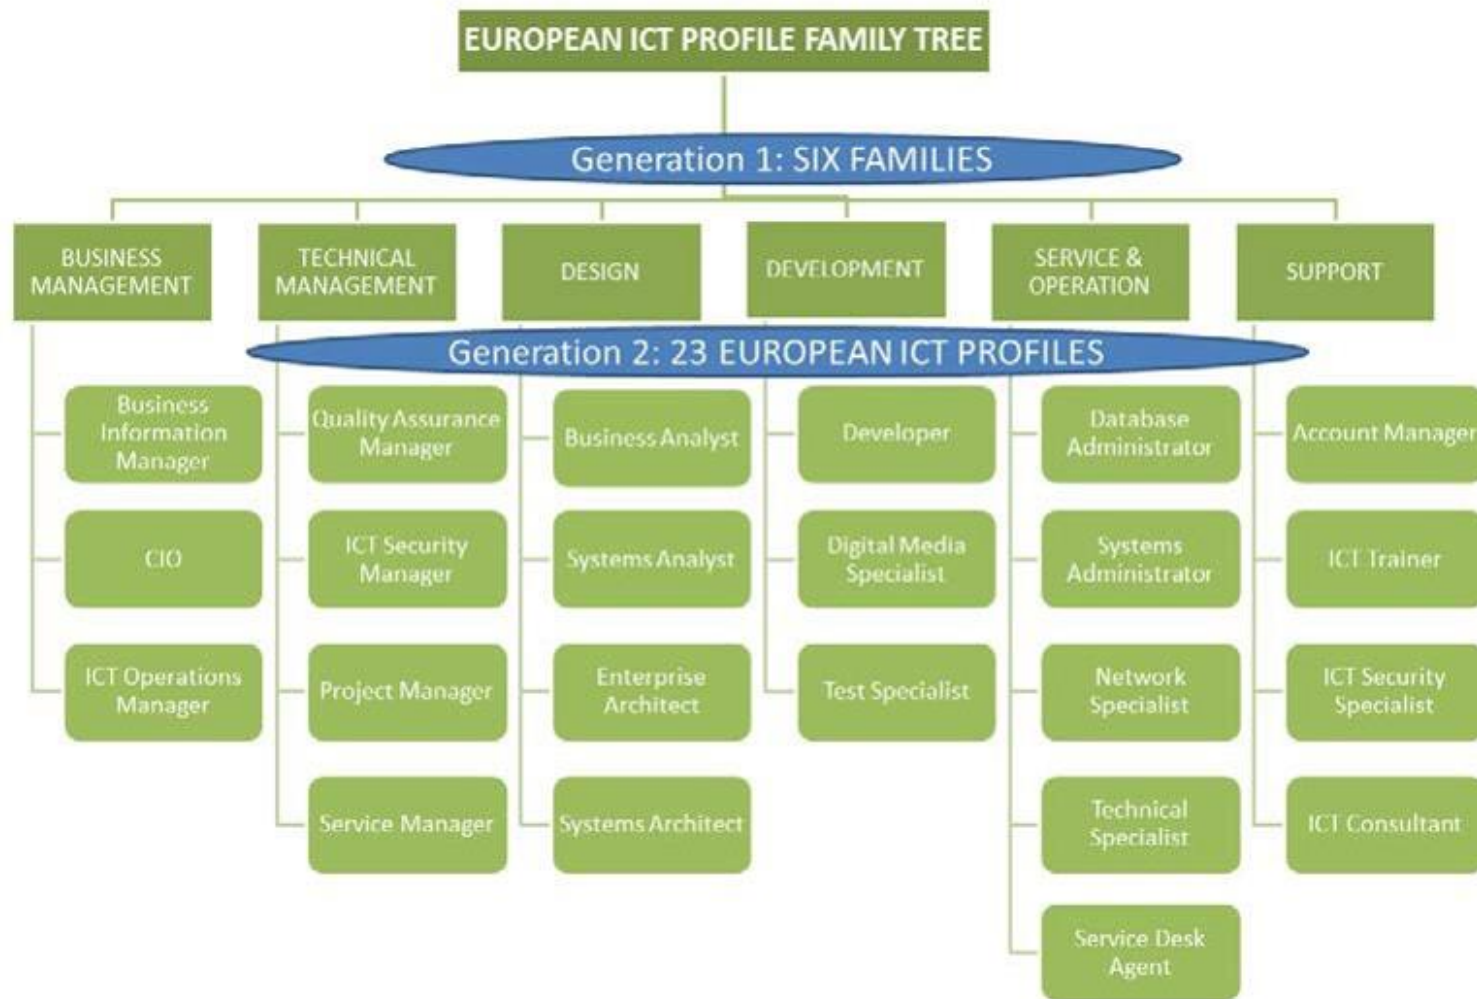 EUROPEAN ICT PROFILE FAMILY TREE
Generation 1: SIX FAMILIES
BUSINESS
MANAGEMENT
TECHNICAL
MANAGEMENT
DESIGN
DEVELOPMENT
SERVICE &
OPERATION
SUPPORT
Generation 2: 23 EUROPEAN ICT PROFILES
Business
Information
Manager
CIO
ICT Operations
Manager
Quality Assurance
Manager
ICT Security
Manager
Project Manager
Service Manager
Business Analyst
Systems Analyst
Enterprise
Architect
Systems Architect
Developer
Digital Media
Specialist
Test Specialist
Database
Administrator
Systems
Administrator
Network
Specialist
Technical
Specialist
Service Desk
Agent
Account Manager
ICT Trainer
ICT Security
Specialist
ICT Consultant